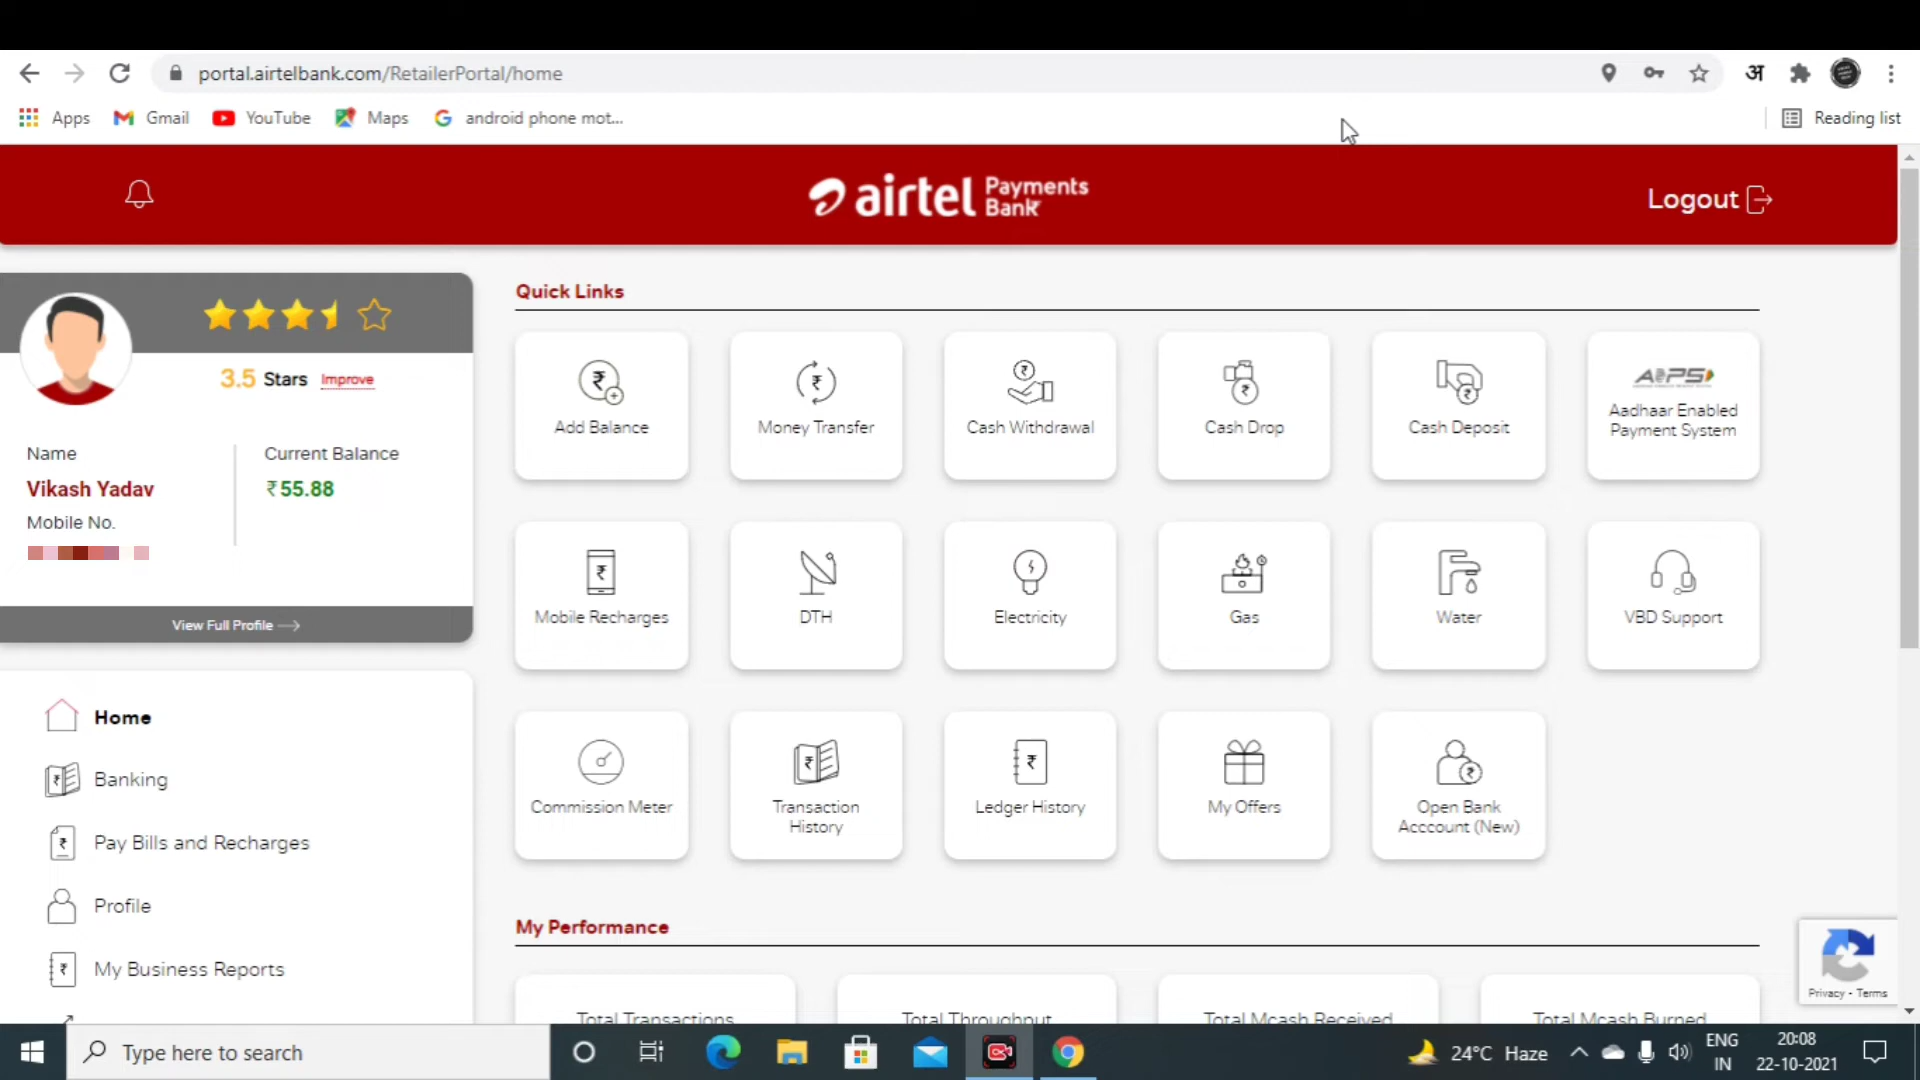 portal.airtelbank.com/RetailerPortal/home
अ
Apps
Gmail
YouTube
Maps
android phone mot...
Reading list
airtel Payments Bank
Logout
3.5 Stars Improve
Name
Vikash Yadav
Mobile No.
Current Balance
₹55.88
View Full Profile
Home
Banking
Pay Bills and Recharges
Profile
My Business Reports
Quick Links
Add Balance
Money Transfer
Cash Withdrawal
Cash Drop
Cash Deposit
AePS
Aadhaar Enabled
Payment System
Mobile Recharges
DTH
Electricity
Gas
Water
VBD Support
Commission Meter
Transaction
History
Ledger History
My Offers
Open Bank
Acccount (New)
My Performance
Total Transactions
Total Throughput
Total Mcash Received
Total Mcash Burned
Privacy - Terms
Type here to search
24°C Haze
ENG
IN
20:08
22-10-2021